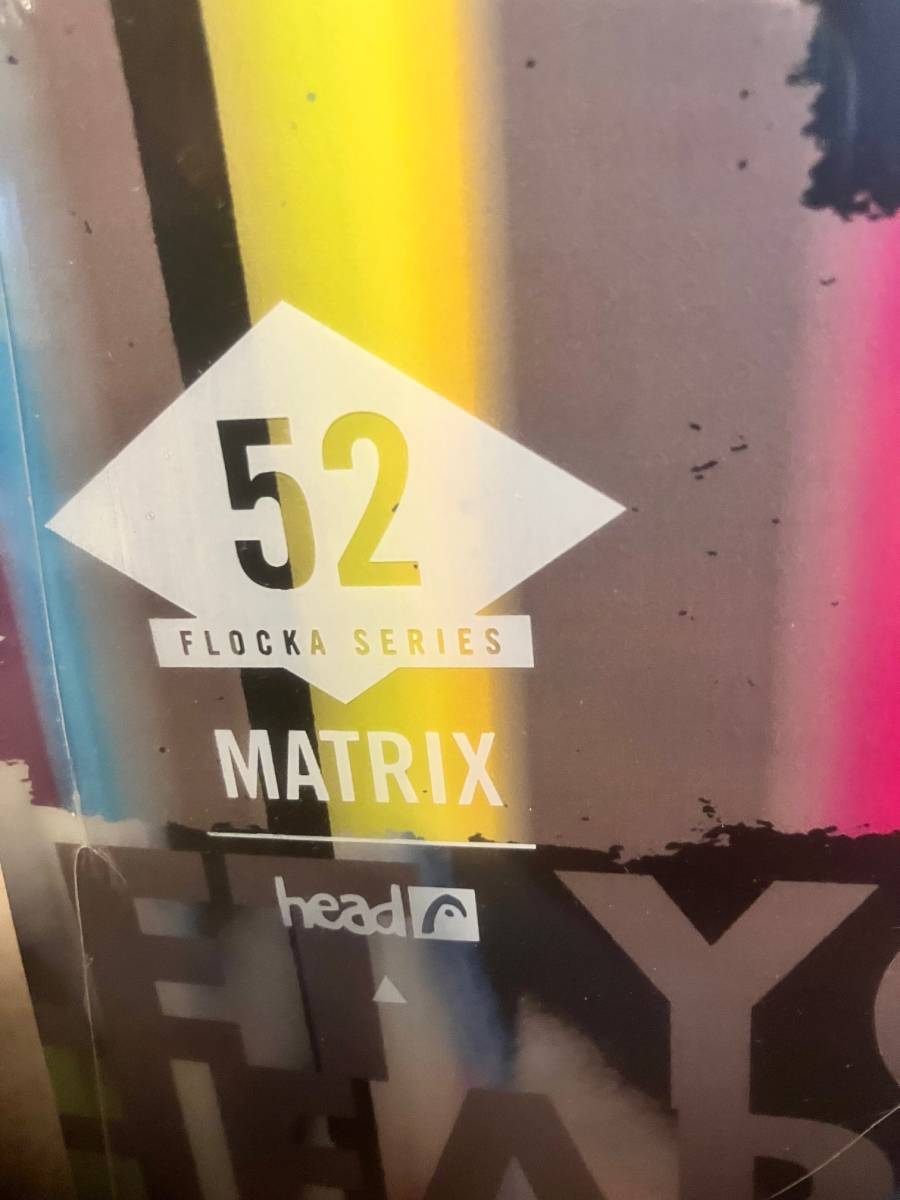 52
FLOCKA SERIES
MATRIX
head